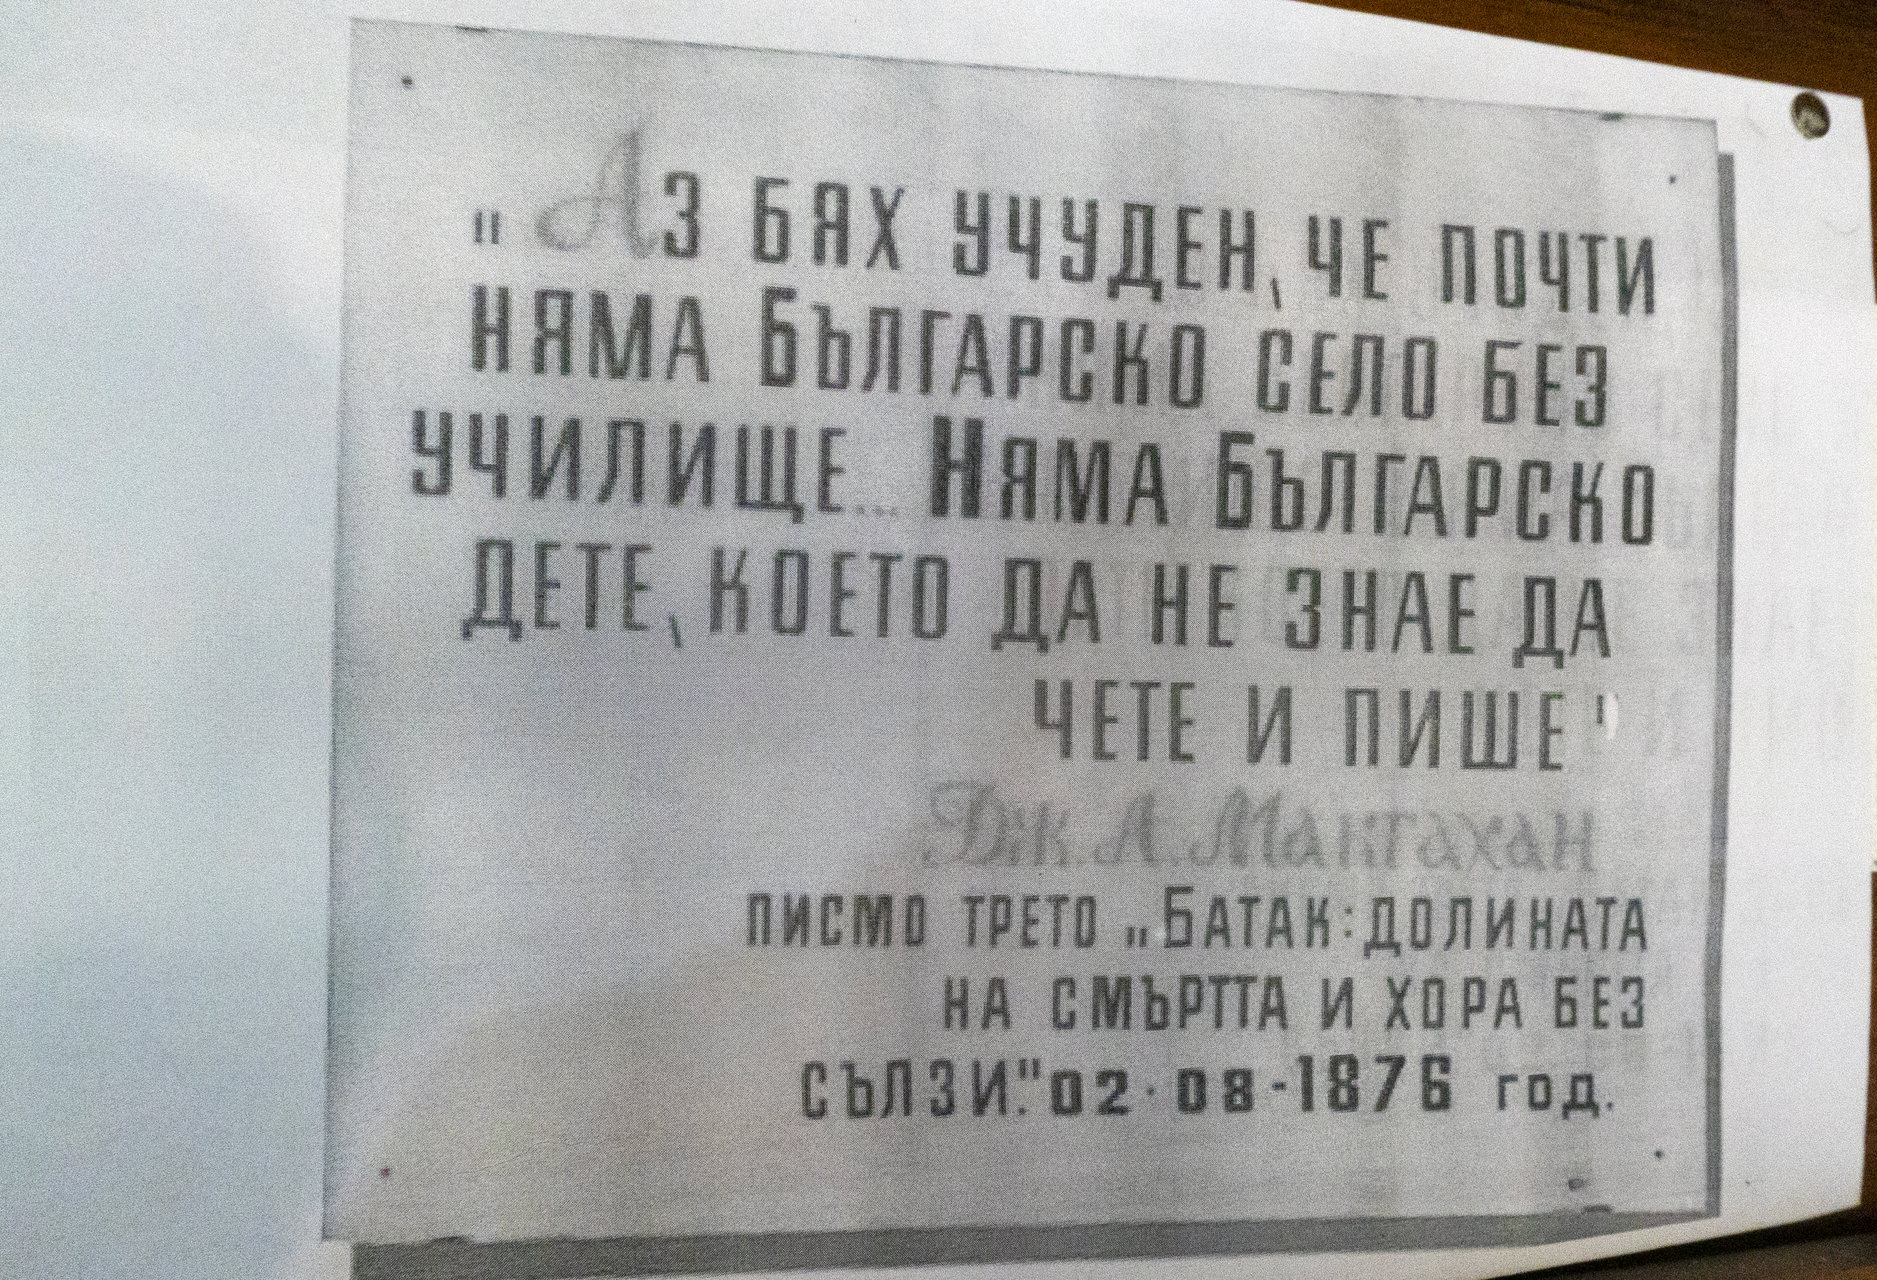 " Аз бях учуден, че почти
няма Българско село без
училище... Няма Българско
дете, което да не знае да
чете и пише"
Дж. А. Макгахан
писмо трето „Батак: долината
на смъртта и хора без
сълзи." 02·08-1876 год.